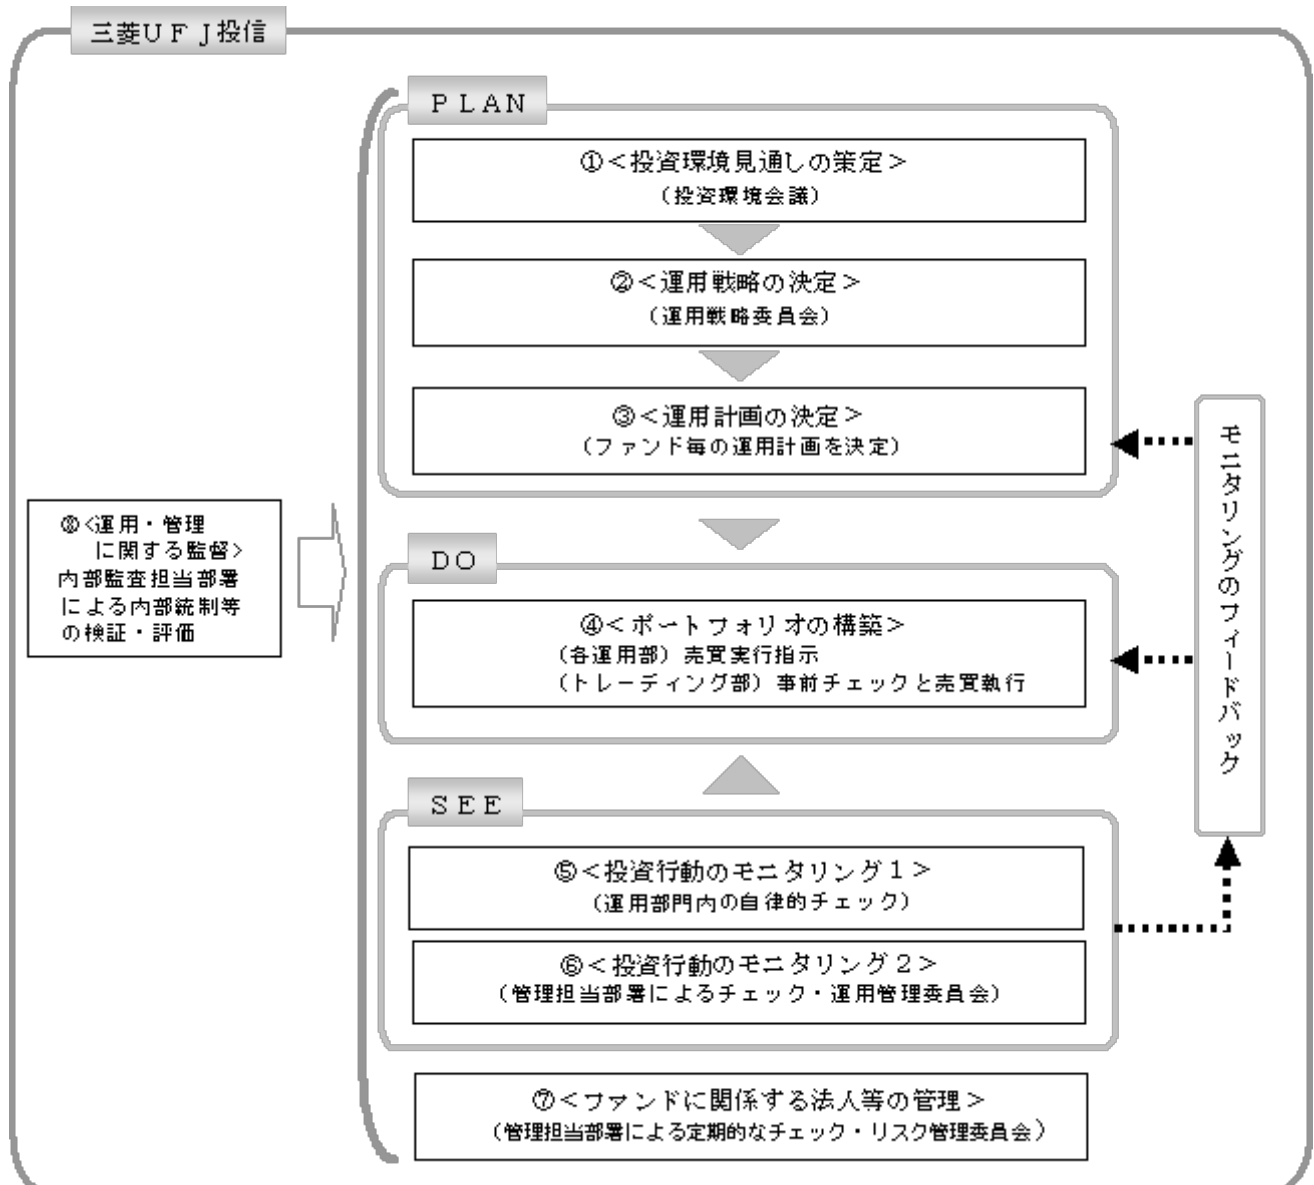 三菱ＵＦＪ投信
ＰＬＡＮ
①＜投資環境見通しの策定＞
（投資環境会議）
②＜運用戦略の決定＞
（運用戦略委員会）
③＜運用計画の決定＞
（ファンド毎の運用計画を決定）
⑧＜運用・管理
に関する監督＞
内部監査担当部署
による内部統制等
の検証・評価
ＤＯ
④＜ポートフォリオの構築＞
（各運用部）売買実行指示
（トレーディング部）事前チェックと売買執行
ＳＥＥ
⑤＜投資行動のモニタリング１＞
（運用部門内の自律的チェック）
⑥＜投資行動のモニタリング２＞
（管理担当部署によるチェック・運用管理委員会）
⑦＜ファンドに関係する法人等の管理＞
（管理担当部署による定期的なチェック・リスク管理委員会）
モニタリングのフィードバック